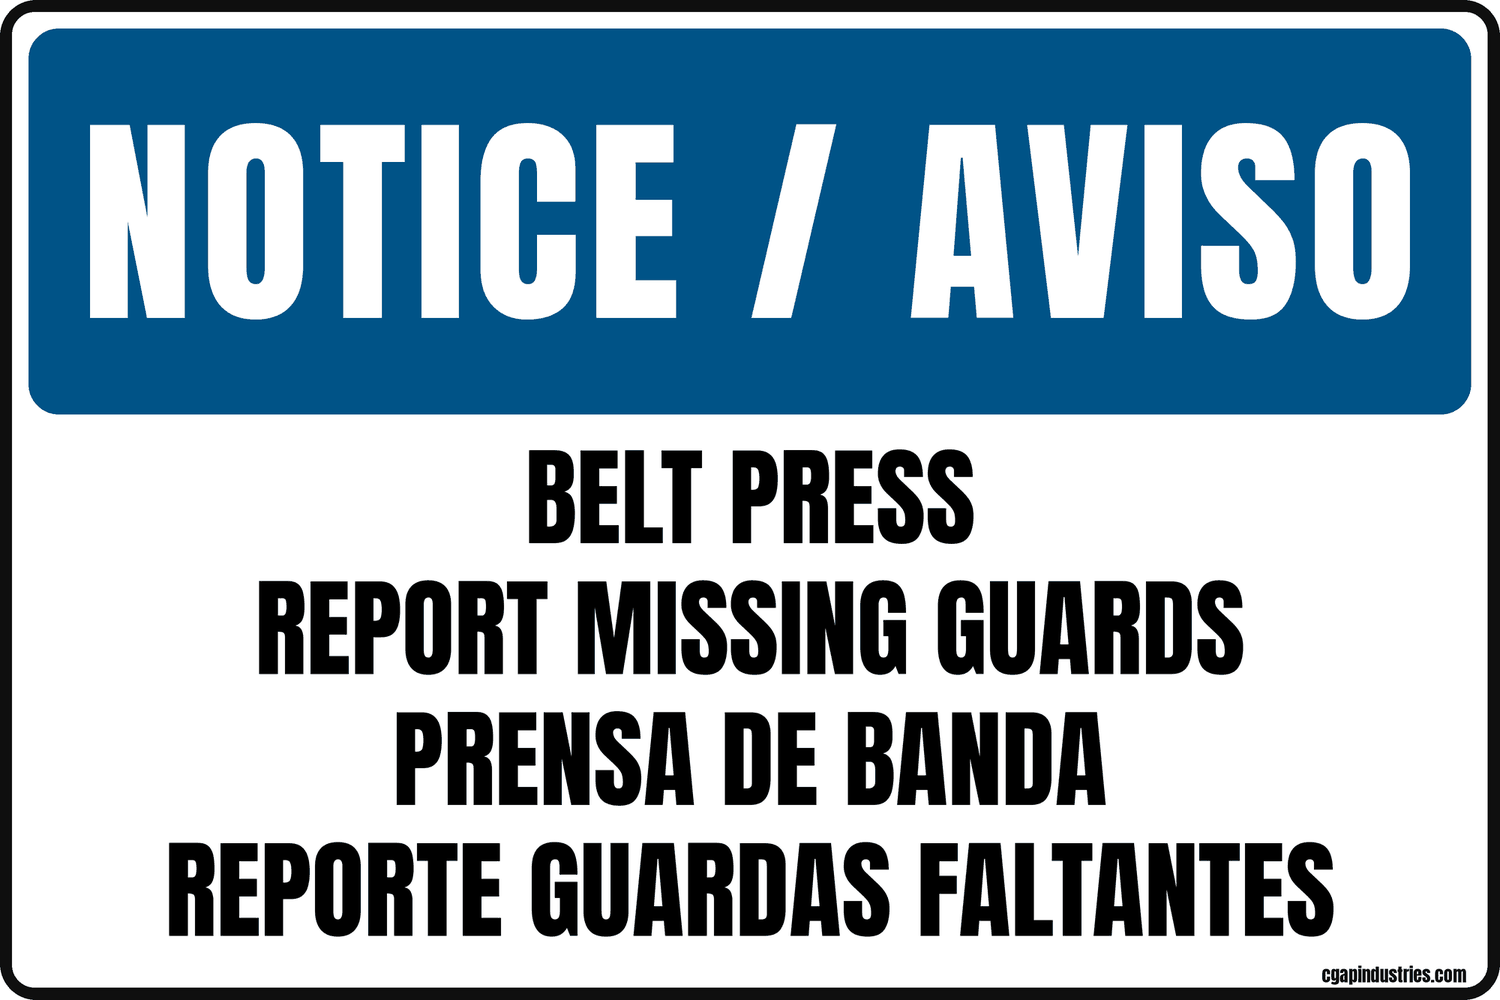 NOTICE / AVISO
BELT PRESS
REPORT MISSING GUARDS
PRENSA DE BANDA
REPORTE GUARDAS FALTANTES
cgapindustries.com